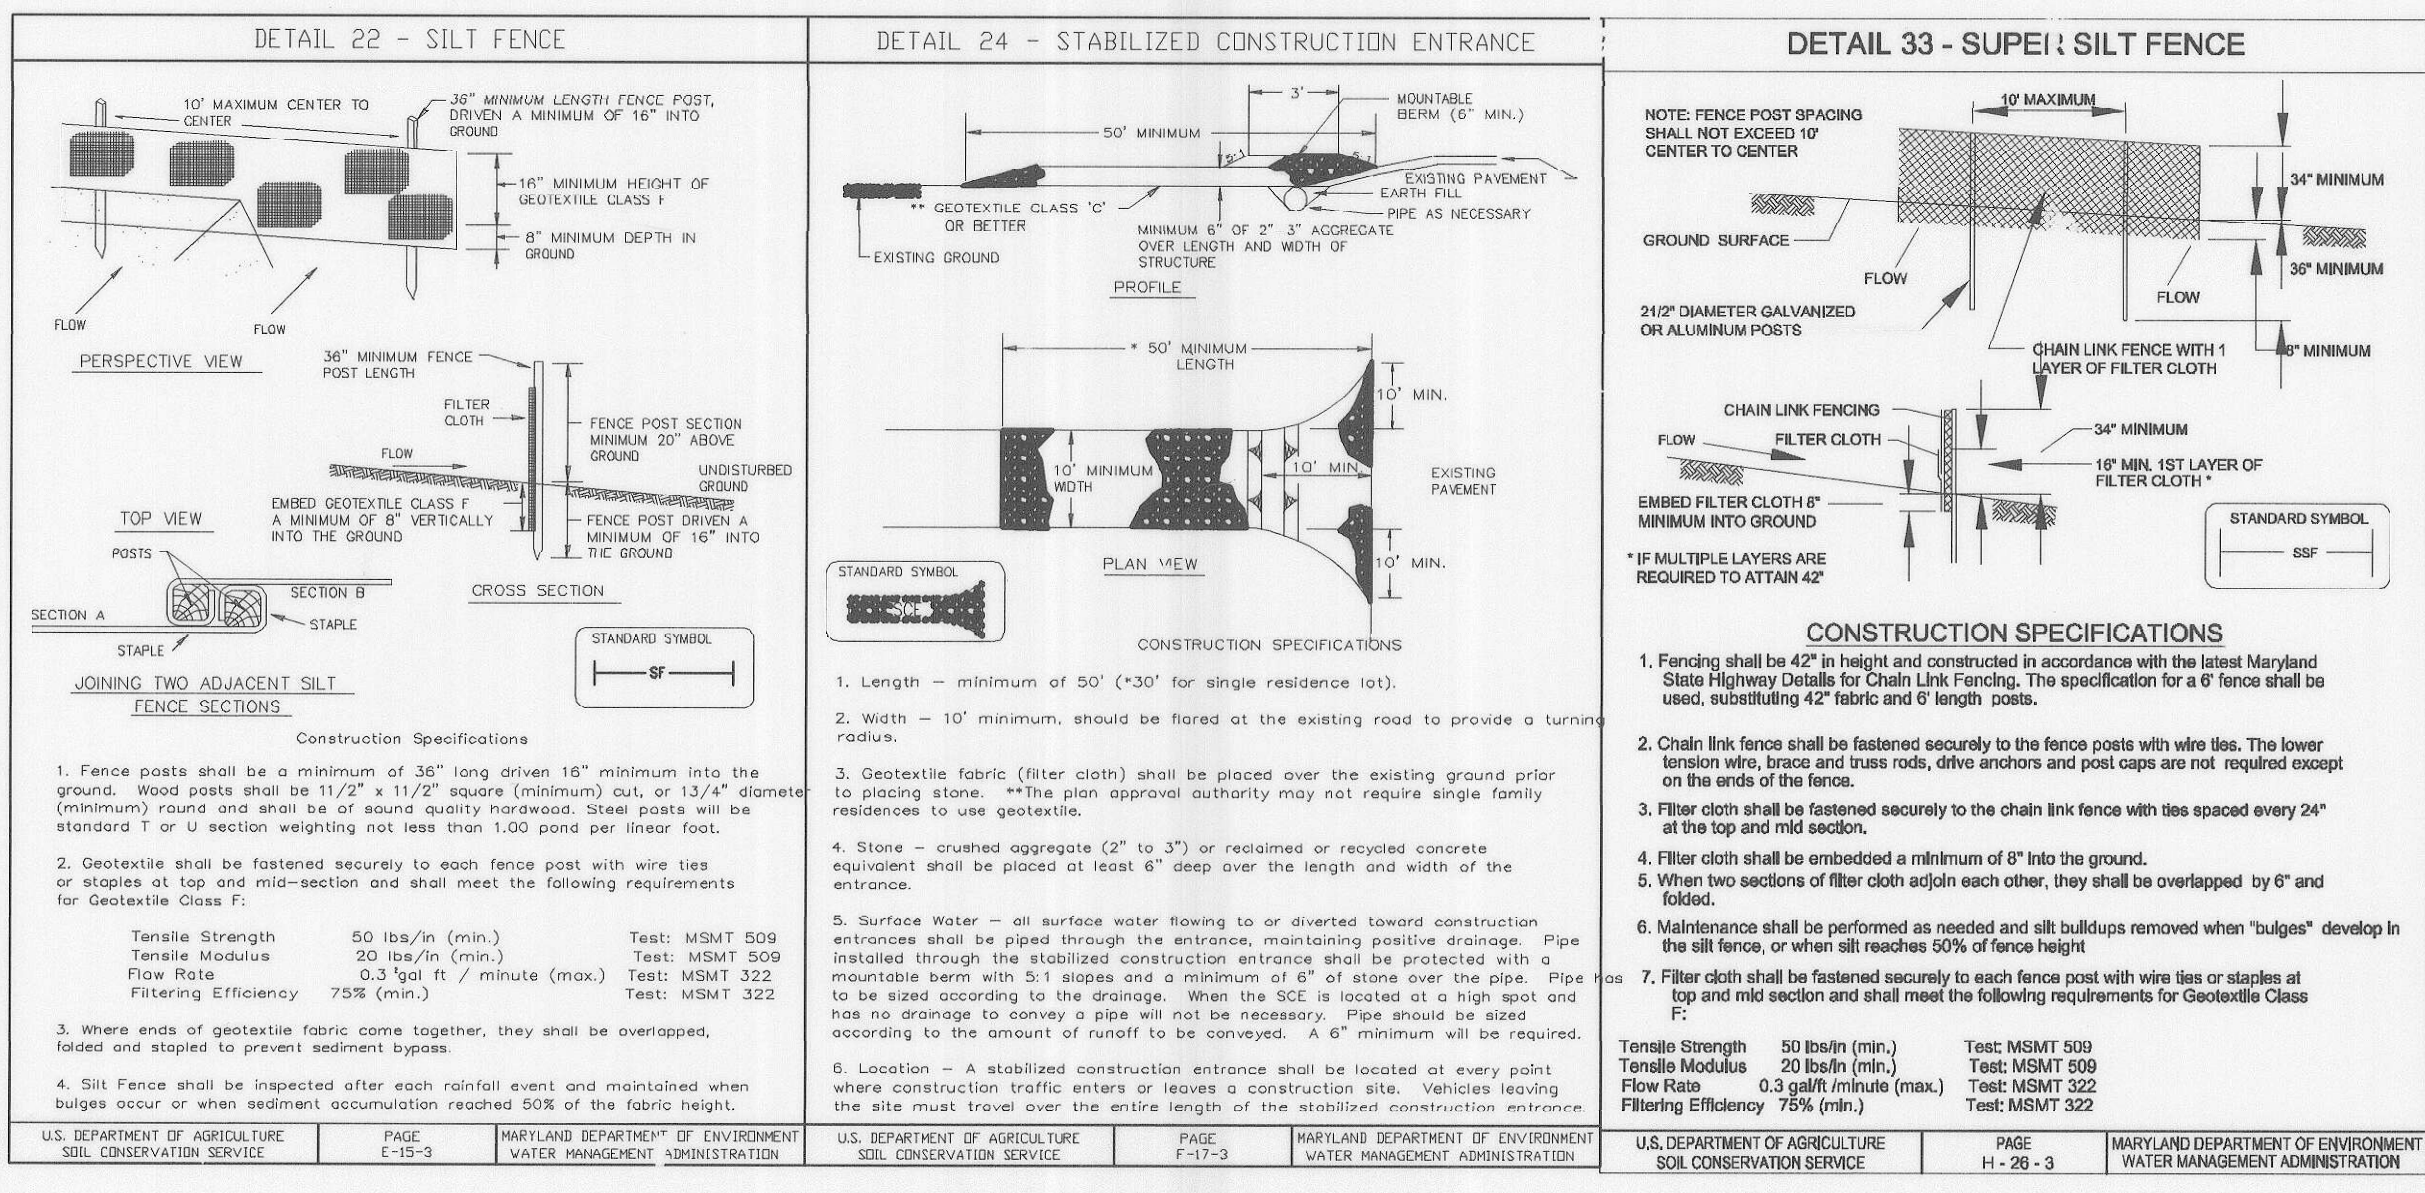 DETAIL 22 - SILT FENCE
10' MAXIMUM CENTER TO
CENTER
36" MINIMUM LENGTH FENCE POST,
DRIVEN A MINIMUM OF 16" INTO
GROUND
16" MINIMUM HEIGHT OF
GEOTEXTILE CLASS F
8" MINIMUM DEPTH IN
GROUND
FLOW
FLOW
PERSPECTIVE VIEW
36" MINIMUM FENCE
POST LENGTH
FILTER
CLOTH
FENCE POST SECTION
MINIMUM 20" ABOVE
GROUND
FLOW
UNDISTURBED
GROUND
EMBED GEOTEXTILE CLASS F
A MINIMUM OF 8" VERTICALLY
INTO THE GROUND
FENCE POST DRIVEN A
MINIMUM OF 16" INTO
THE GROUND
TOP VIEW
POSTS
SECTION B
SECTION A
STAPLE
STAPLE
CROSS SECTION
STANDARD SYMBOL
SF
JOINING TWO ADJACENT SILT
FENCE SECTIONS
Construction Specifications
1. Fence posts shall be a minimum of 36" long driven 16" minimum into the
ground. Wood posts shall be 11/2" x 11/2" square (minimum) cut, or 13/4" diameter
(minimum) round and shall be of sound quality hardwood. Steel posts will be
standard T or U section weighting not less than 1.00 pond per linear foot.
2. Geotextile shall be fastened securely to each fence post with wire ties
or staples at top and mid-section and shall meet the following requirements
for Geotextile Class F:
Tensile Strength 50 lbs/in (min.) Test: MSMT 509
Tensile Modulus 20 lbs/in (min.) Test: MSMT 509
Flow Rate 0.3 gal ft / minute (max.) Test: MSMT 322
Filtering Efficiency 75% (min.) Test: MSMT 322
3. Where ends of geotextile fabric come together, they shall be overlapped,
folded and stapled to prevent sediment bypass.
4. Silt Fence shall be inspected after each rainfall event and maintained when
bulges occur or when sediment accumulation reached 50% of the fabric height.
U.S. DEPARTMENT OF AGRICULTURE
SOIL CONSERVATION SERVICE
PAGE
E-15-3
MARYLAND DEPARTMENT OF ENVIRONMENT
WATER MANAGEMENT ADMINISTRATION
DETAIL 24 - STABILIZED CONSTRUCTION ENTRANCE
3'
MOUNTABLE
BERM (6" MIN.)
50' MINIMUM
5:1
5:1
EXISTING PAVEMENT
EARTH FILL
** GEOTEXTILE CLASS 'C'
OR BETTER
PIPE AS NECESSARY
MINIMUM 6" OF 2" 3" AGGREGATE
OVER LENGTH AND WIDTH OF
STRUCTURE
EXISTING GROUND
PROFILE
* 50' MINIMUM
LENGTH
10' MIN.
10' MINIMUM
WIDTH
10' MIN.
EXISTING
PAVEMENT
10' MIN.
PLAN VIEW
STANDARD SYMBOL
SCE
CONSTRUCTION SPECIFICATIONS
1. Length - minimum of 50' (*30' for single residence lot).
2. Width - 10' minimum, should be flared at the existing road to provide a turning
radius.
3. Geotextile fabric (filter cloth) shall be placed over the existing ground prior
to placing stone. **The plan approval authority may not require single family
residences to use geotextile.
4. Stone - crushed aggregate (2" to 3") or reclaimed or recycled concrete
equivalent shall be placed at least 6" deep over the length and width of the
entrance.
5. Surface Water - all surface water flowing to or diverted toward construction
entrances shall be piped through the entrance, maintaining positive drainage. Pipe
installed through the stabilized construction entrance shall be protected with a
mountable berm with 5:1 slopes and a minimum of 6" of stone over the pipe. Pipe has
to be sized according to the drainage. When the SCE is located at a high spot and
has no drainage to convey a pipe will not be necessary. Pipe should be sized
according to the amount of runoff to be conveyed. A 6" minimum will be required.
6. Location - A stabilized construction entrance shall be located at every point
where construction traffic enters or leaves a construction site. Vehicles leaving
the site must travel over the entire length of the stabilized construction entrance.
U.S. DEPARTMENT OF AGRICULTURE
SOIL CONSERVATION SERVICE
PAGE
F-17-3
MARYLAND DEPARTMENT OF ENVIRONMENT
WATER MANAGEMENT ADMINISTRATION
DETAIL 33 - SUPER SILT FENCE
NOTE: FENCE POST SPACING
SHALL NOT EXCEED 10'
CENTER TO CENTER
10' MAXIMUM
34" MINIMUM
GROUND SURFACE
36" MINIMUM
FLOW
FLOW
21/2" DIAMETER GALVANIZED
OR ALUMINUM POSTS
CHAIN LINK FENCE WITH 1
LAYER OF FILTER CLOTH
8" MINIMUM
CHAIN LINK FENCING
FLOW
FILTER CLOTH
34" MINIMUM
16" MIN. 1ST LAYER OF
FILTER CLOTH *
EMBED FILTER CLOTH 8"
MINIMUM INTO GROUND
* IF MULTIPLE LAYERS ARE
REQUIRED TO ATTAIN 42"
STANDARD SYMBOL
SSF
CONSTRUCTION SPECIFICATIONS
1. Fencing shall be 42" in height and constructed in accordance with the latest Maryland
State Highway Details for Chain Link Fencing. The specification for a 6' fence shall be
used, substituting 42" fabric and 6' length posts.
2. Chain link fence shall be fastened securely to the fence posts with wire ties. The lower
tension wire, brace and truss rods, drive anchors and post caps are not required except
on the ends of the fence.
3. Filter cloth shall be fastened securely to the chain link fence with ties spaced every 24"
at the top and mid section.
4. Filter cloth shall be embedded a minimum of 8" into the ground.
5. When two sections of filter cloth adjoin each other, they shall be overlapped by 6" and
folded.
6. Maintenance shall be performed as needed and silt buildups removed when "bulges" develop in
the silt fence, or when silt reaches 50% of fence height
7. Filter cloth shall be fastened securely to each fence post with wire ties or staples at
top and mid section and shall meet the following requirements for Geotextile Class
F:
Tensile Strength 50 lbs/in (min.) Test: MSMT 509
Tensile Modulus 20 lbs/in (min.) Test: MSMT 509
Flow Rate 0.3 gal/ft /minute (max.) Test: MSMT 322
Filtering Efficiency 75% (min.) Test: MSMT 322
U.S. DEPARTMENT OF AGRICULTURE
SOIL CONSERVATION SERVICE
PAGE
H - 26 - 3
MARYLAND DEPARTMENT OF ENVIRONMENT
WATER MANAGEMENT ADMINISTRATION